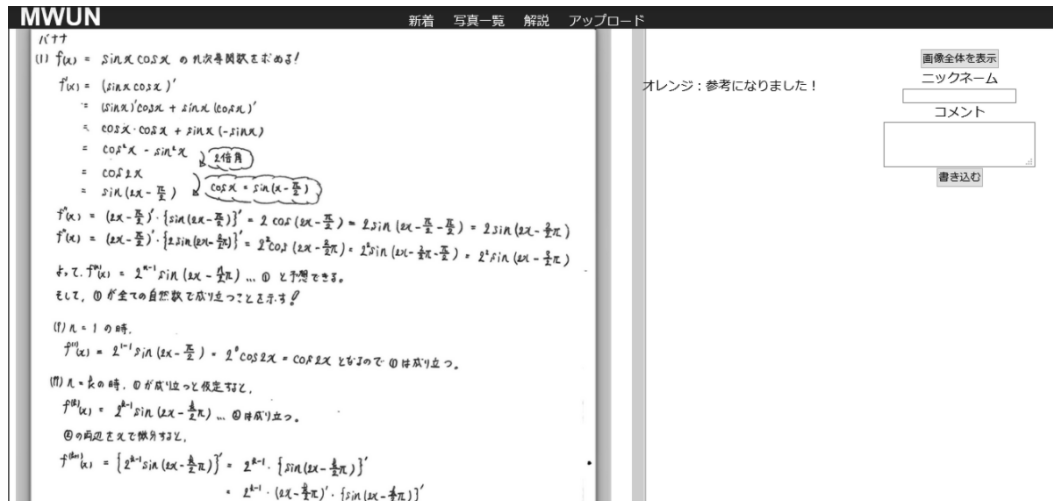 MWUN
新着 写真一覧 解説 アップロード
バナナ
(1) f(x) = sinx cosx のn次導関数を求める!
f'(x) = (sinx cosx)'
= (sinx)'cosx + sinx (cosx)'
= cosx・cosx + sinx (-sinx)
= cos²x - sin²x
2倍角
= cos2x
= sin(2x - π/2)
cosx = sin(x - π/2)
f''(x) = (2x - π/2)'・{sin(2x - π/2)}' = 2 cos(2x - π/2) = 2sin(2x - π/2 - π/2) = 2sin(2x - 2/2π)
f'''(x) = (2x - π/2)'・{2sin(2x - 2/2π)}' = 2²cos(2x - 2/2π) = 2²sin(2x - 2/2π - π/2) = 2²sin(2x - 3/2π)
よって、f⁽ⁿ⁾(x) = 2ⁿ⁻¹sin(2x - n/2π) … ① と予想できる。
そして、①が全ての自然数で成り立つことを示す!
(i) n = 1 の時、
f⁽¹⁾(x) = 2¹⁻¹sin(2x - π/2) = 2⁰cos2x = cos2x となるので ①は成り立つ。
(ii) n = k の時、①が成り立つと仮定すると、
f⁽ᵏ⁾(x) = 2ᵏ⁻¹sin(2x - k/2π) … ②は成り立つ。
②の両辺をxで微分すると、
f⁽ᵏ⁺¹⁾(x) = {2ᵏ⁻¹sin(2x - k/2π)}' = 2ᵏ⁻¹・{sin(2x - k/2π)}'
= 2ᵏ⁻¹・(2x - k/2π)'・{sin(2x - k/2π)}'
オレンジ：参考になりました！
画像全体を表示
ニックネーム
コメント
書き込む